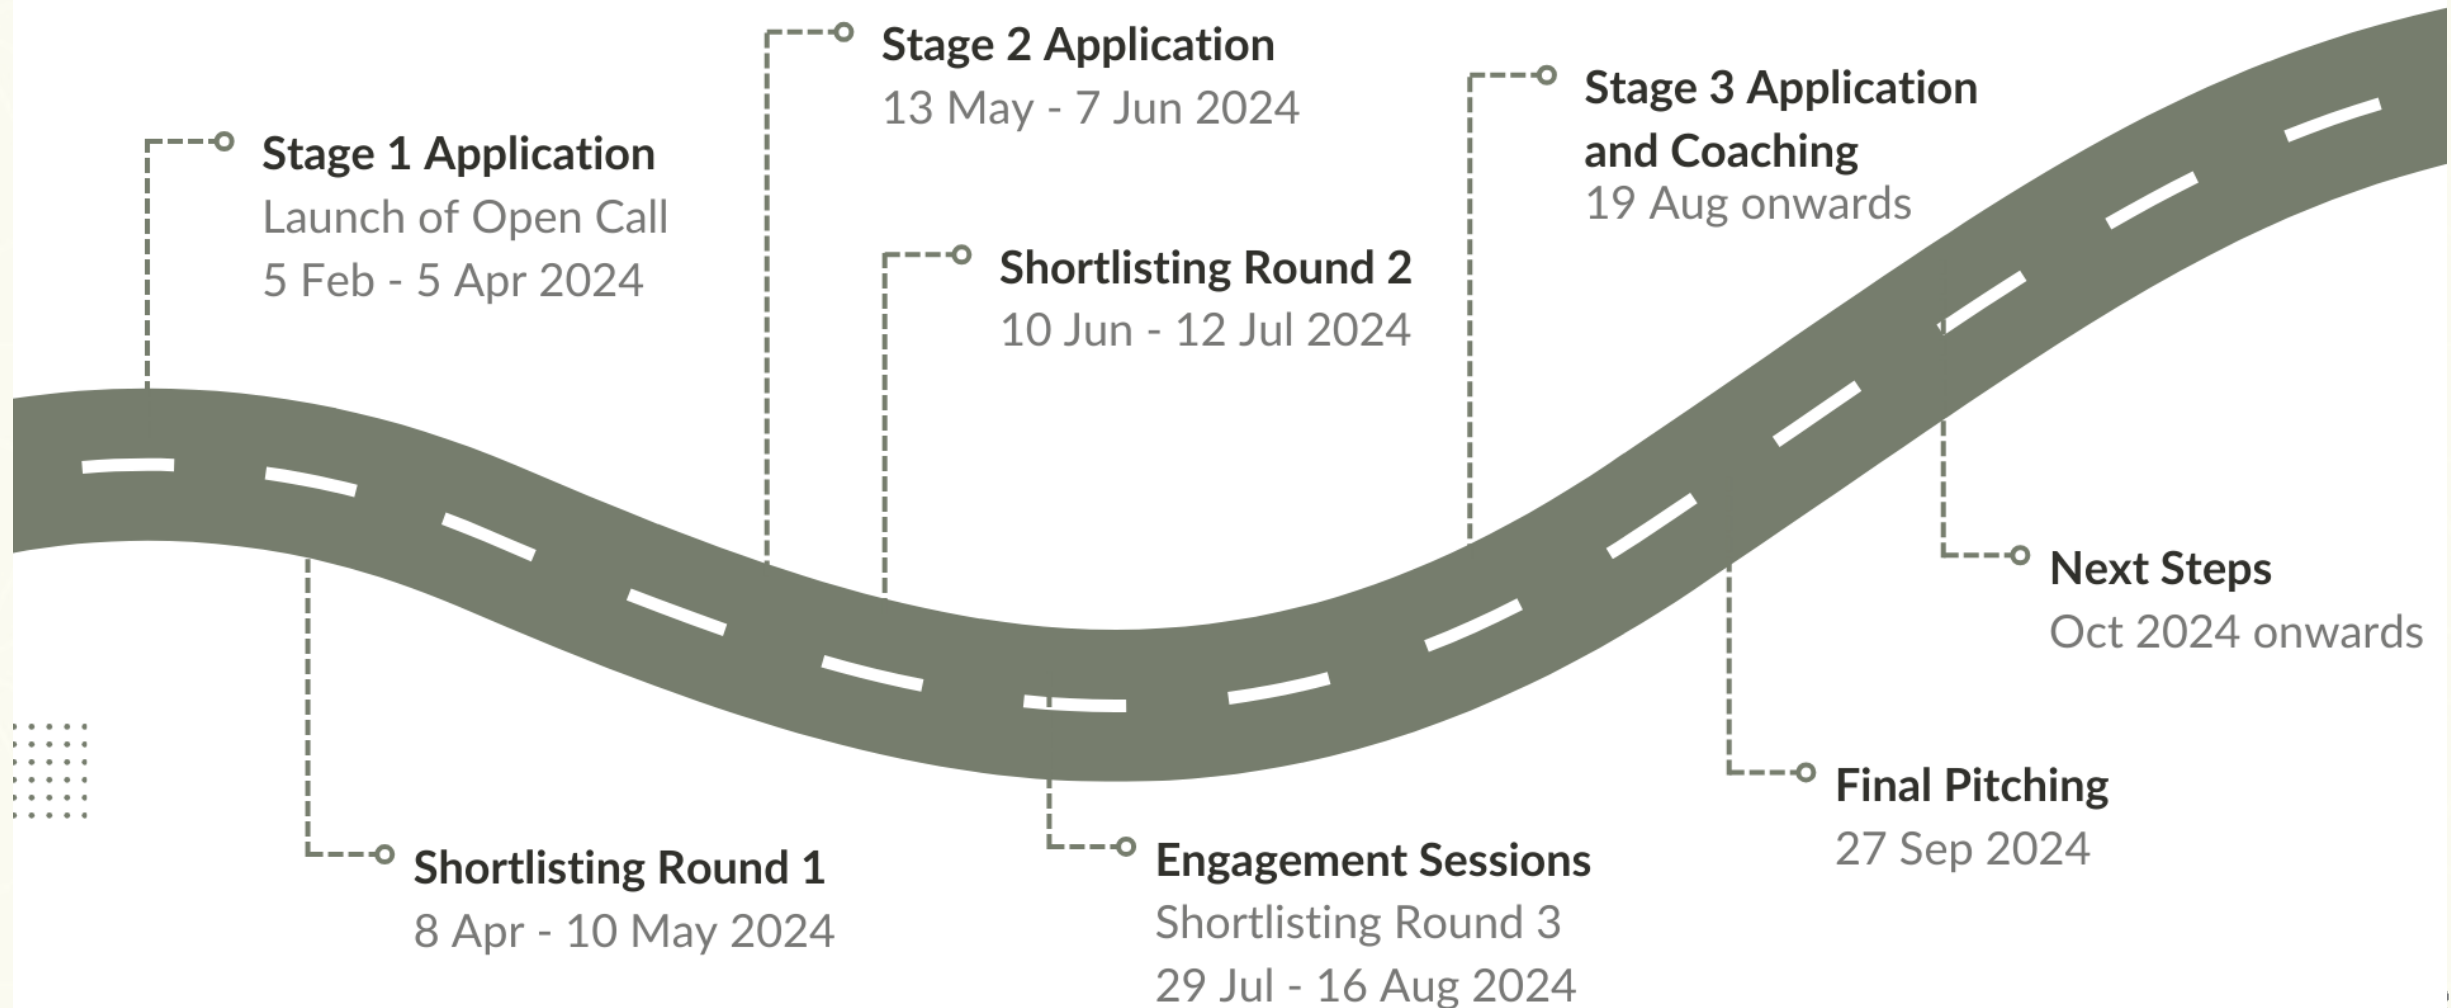 Stage 1 Application
Launch of Open Call
5 Feb - 5 Apr 2024
Shortlisting Round 1
8 Apr - 10 May 2024
Stage 2 Application
13 May - 7 Jun 2024
Shortlisting Round 2
10 Jun - 12 Jul 2024
Engagement Sessions
Shortlisting Round 3
29 Jul - 16 Aug 2024
Stage 3 Application
and Coaching
19 Aug onwards
Final Pitching
27 Sep 2024
Next Steps
Oct 2024 onwards